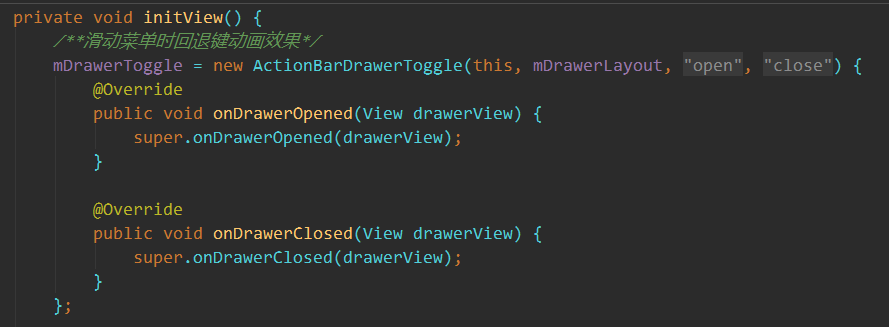 private void initView() {
/**滑动菜单时回退键动画效果*/
mDrawerToggle = new ActionBarDrawerToggle(this, mDrawerLayout, "open", "close") {
@Override
public void onDrawerOpened(View drawerView) {
super.onDrawerOpened(drawerView);
}
@Override
public void onDrawerClosed(View drawerView) {
super.onDrawerClosed(drawerView);
}
};